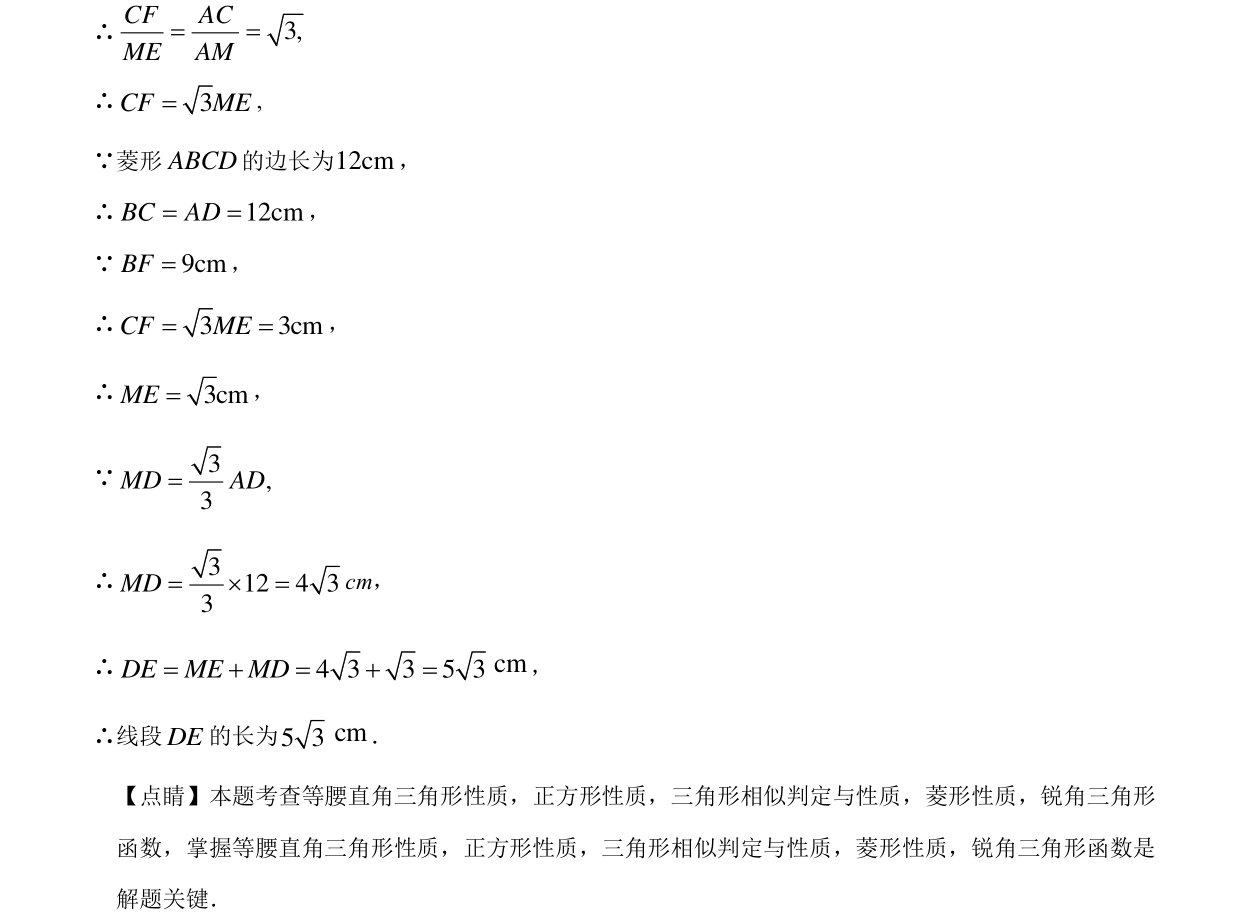 ∴CF/ME = AC/AM = √3,
∴CF = √3ME，
∵菱形 ABCD 的边长为12cm，
∴BC = AD = 12cm，
∵BF = 9cm，
∴CF = √3ME = 3cm，
∴ME = √3cm，
∵MD = √3/3 AD,
∴MD = √3/3 ×12 = 4√3 cm，
∴DE = ME + MD = 4√3 + √3 = 5√3 cm，
∴线段 DE 的长为5√3 cm．
【点睛】本题考查等腰直角三角形性质，正方形性质，三角形相似判定与性质，菱形性质，锐角三角形
函数，掌握等腰直角三角形性质，正方形性质，三角形相似判定与性质，菱形性质，锐角三角形函数是
解题关键．